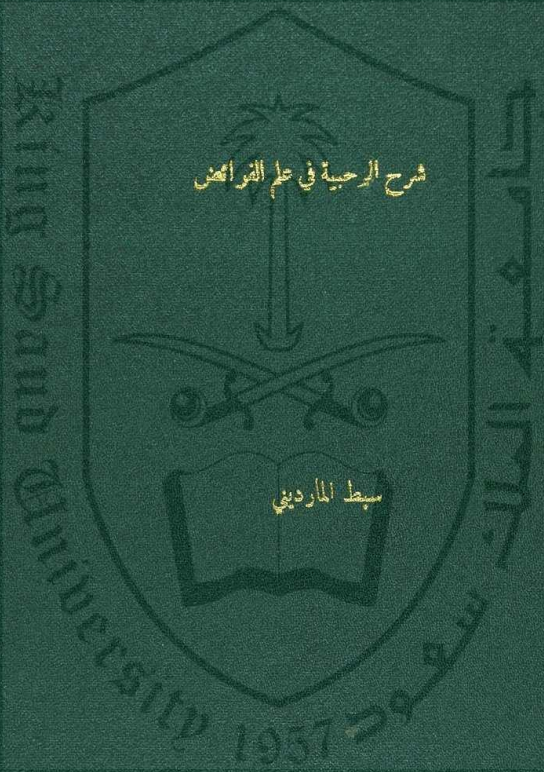 شرح الرحبية في علم الفرائض
سبط المارديني
King Saud University 1957
جامعة الملك سعود